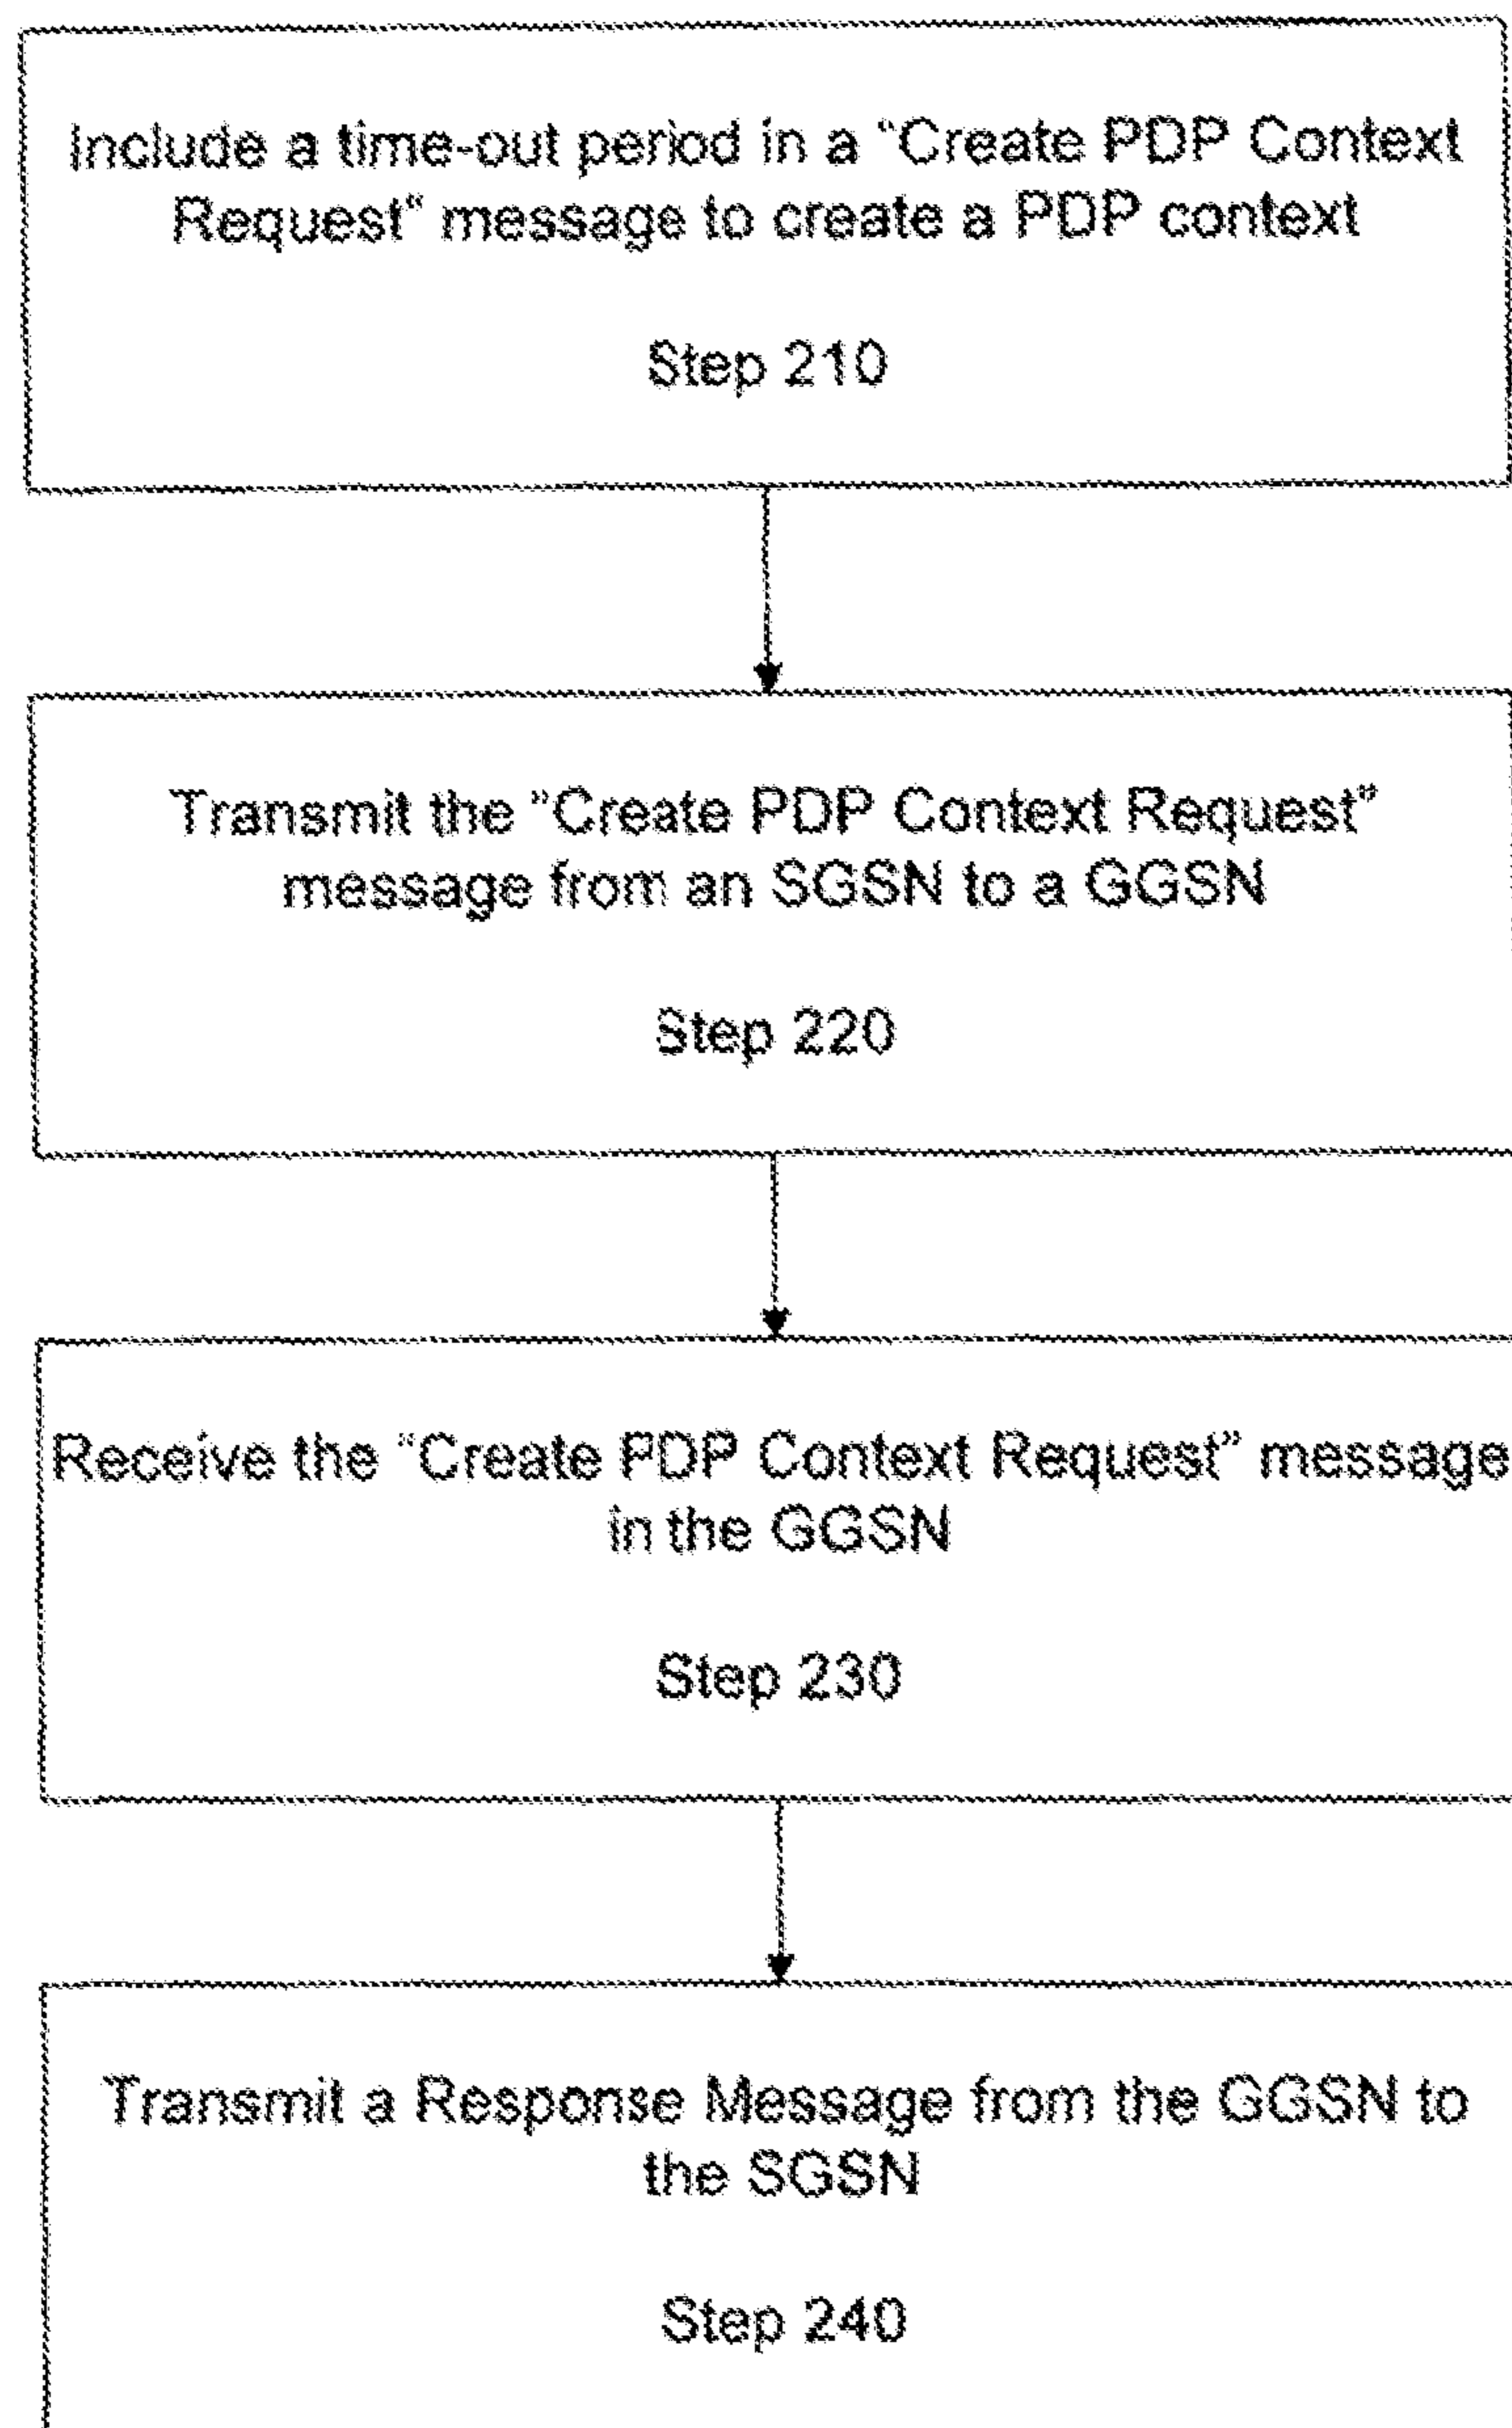 Include a time-out period in a "Create PDP Context
Request" message to create a PDP context
Step 210
Transmit the "Create PDP Context Request"
message from an SGSN to a GGSN
Step 220
Receive the "Create PDP Context Request" message
in the GGSN
Step 230
Transmit a Response Message from the GGSN to
the SGSN
Step 240